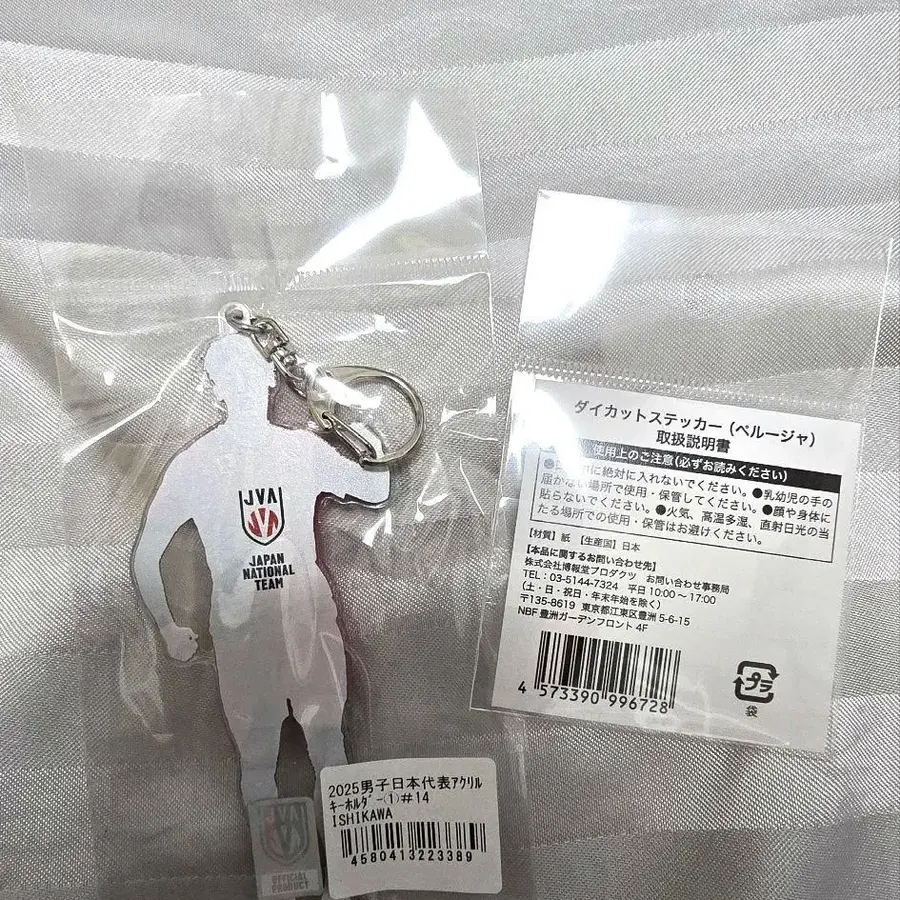 JVA
JAPAN
NATIONAL
TEAM
2025男子日本代表アクリル
キーホルダー(1)#14
ISHIKAWA
4580413223389
OFFICIAL
PRODUCT
ダイカットステッカー (ペルージャ)
取扱説明書
使用上のご注意(必ずお読みください)
に絶対に入れないでください。●乳幼児の手の
届かない場所で使用・保管してください。●顔や身体に
貼らないでください。●火気、高温多湿、直射日光の当
たる場所での使用・保管はお避けください。
【材質】紙 【生産国】日本
【本品に関するお問い合わせ先】
株式会社博報堂プロダクツ お問い合わせ事務局
TEL:03-5144-7324 平日10:00~17:00
(土・日・祝日・年末年始を除く)
〒135-8619 東京都江東区豊洲 5-6-15
NBF 豊洲ガーデンフロント 4F
4 573390 996728
プラ
袋